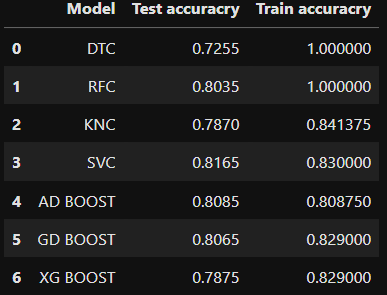 Model Test accuracry Train accuracry
0 DTC 0.7255 1.000000
1 RFC 0.8035 1.000000
2 KNC 0.7870 0.841375
3 SVC 0.8165 0.830000
4 AD BOOST 0.8085 0.808750
5 GD BOOST 0.8065 0.829000
6 XG BOOST 0.7875 0.829000